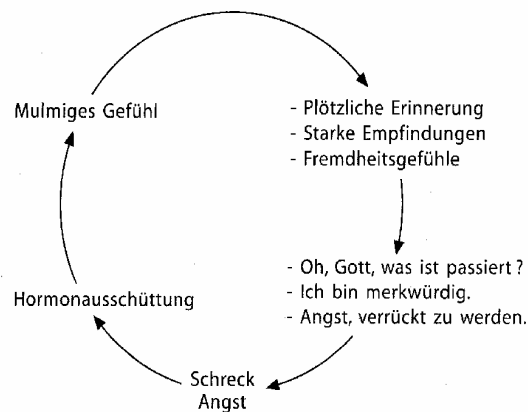 Mulmiges Gefühl
- Plötzliche Erinnerung
- Starke Empfindungen
- Fremdheitsgefühle
- Oh, Gott, was ist passiert?
- Ich bin merkwürdig.
- Angst, verrückt zu werden.
Schreck
Angst
Hormonausschüttung